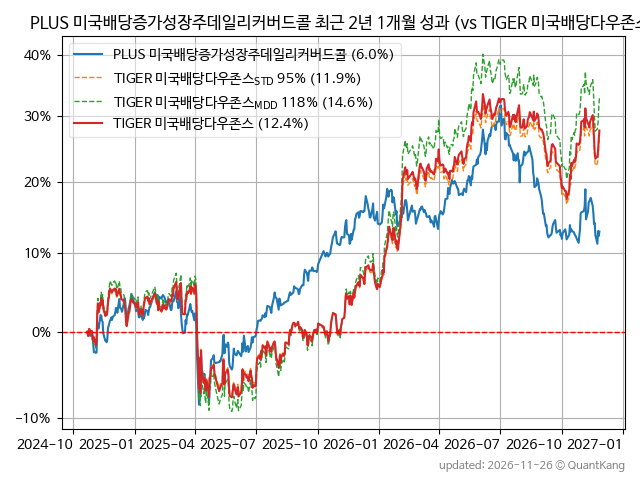 PLUS 미국배당증가성장주데일리커버드콜 최근 2년 1개월 성과 (vs TIGER 미국배당다우존스
PLUS 미국배당증가성장주데일리커버드콜 (6.0%)
TIGER 미국배당다우존스STD 95% (11.9%)
TIGER 미국배당다우존스MDD 118% (14.6%)
TIGER 미국배당다우존스 (12.4%)
40%
30%
20%
10%
0%
−10%
2024-10 2025-01 2025-04 2025-07 2025-10 2026-01 2026-04 2026-07 2026-10 2027-01
updated: 2026-11-26 © QuantKang